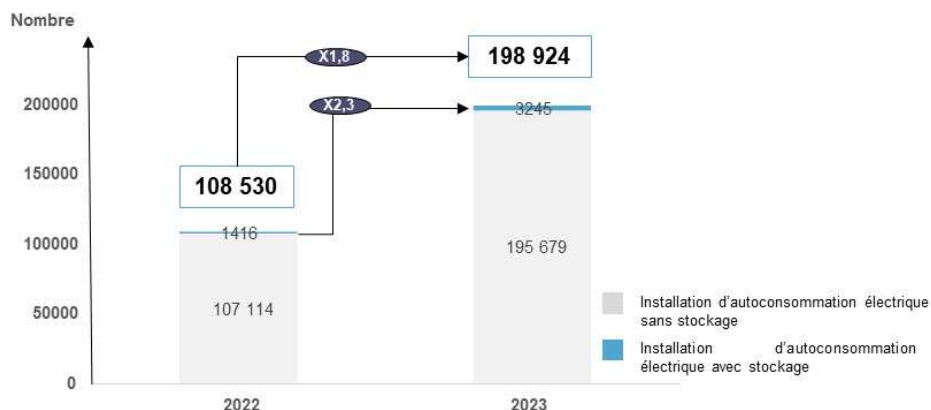 Nombre
X1,8
198 924
X2,3
200000
3245
150000
108 530
1416
100000
195 679
107 114
50000
Installation d'autoconsommation électrique
sans stockage
Installation d'autoconsommation
électrique avec stockage
0
2022
2023